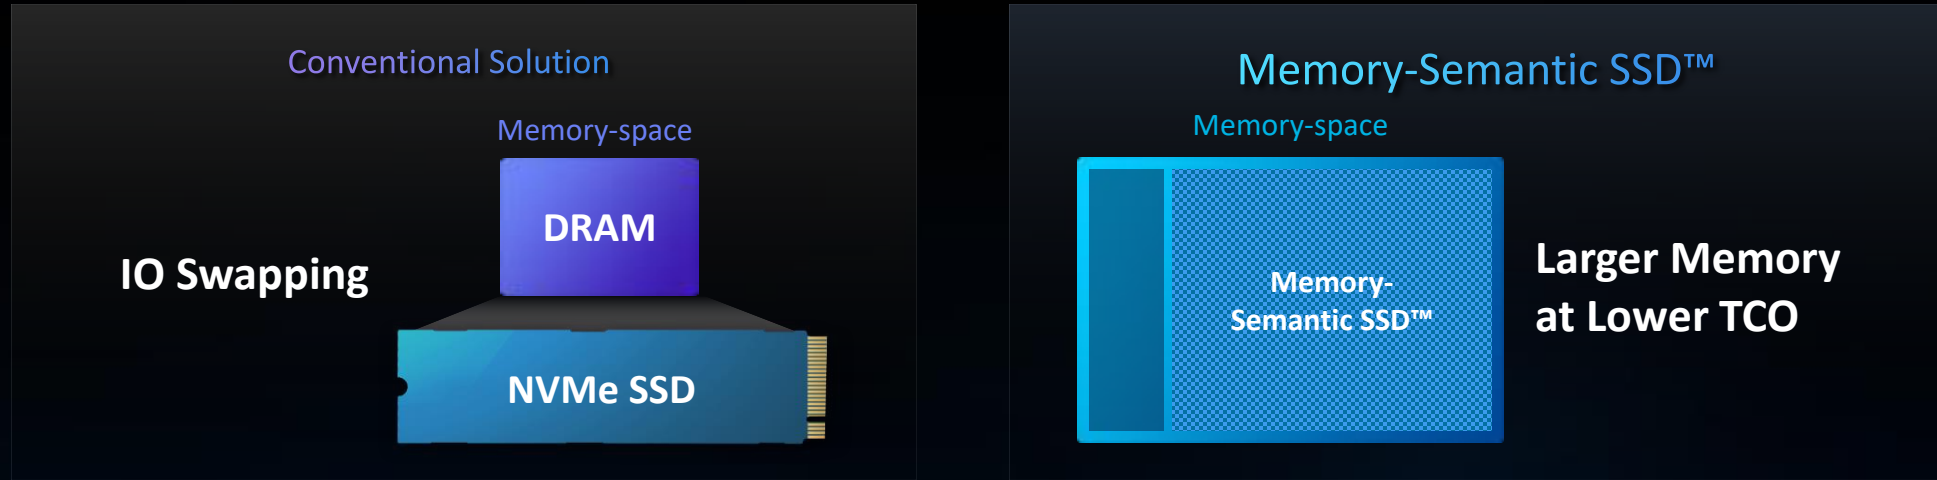 Conventional Solution
Memory-space
DRAM
IO Swapping
NVMe SSD
Memory-Semantic SSD™
Memory-space
Memory-
Semantic SSD™
Larger Memory
at Lower TCO